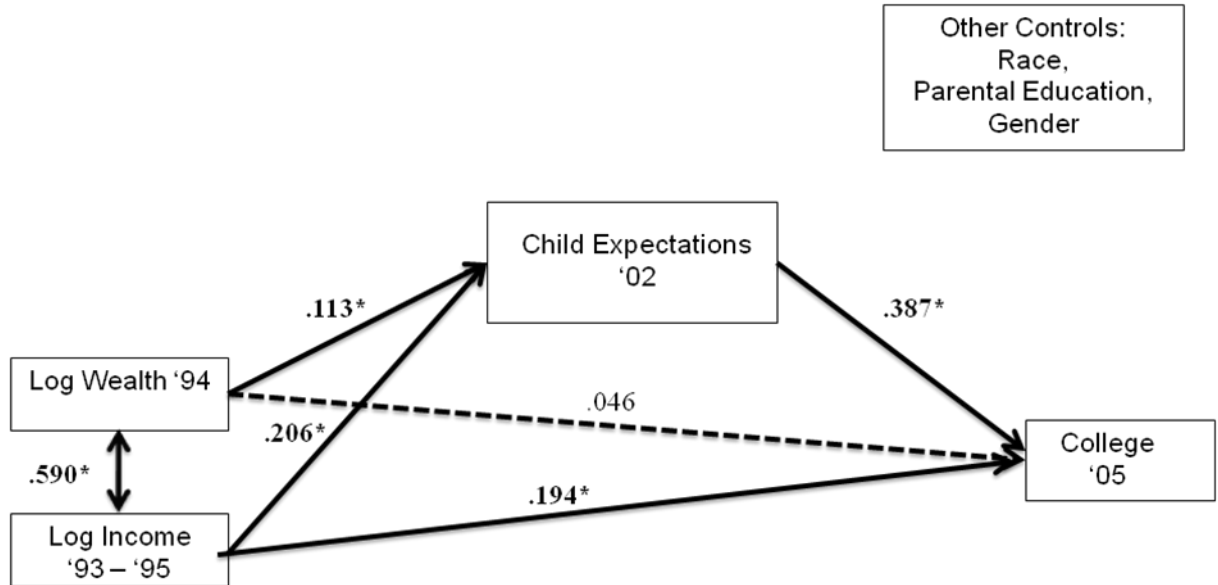 Other Controls:
Race,
Parental Education,
Gender
Child Expectations
‘02
.113*
.387*
Log Wealth ‘94
.046
.206*
College
‘05
.590*
.194*
Log Income
‘93 – ‘95